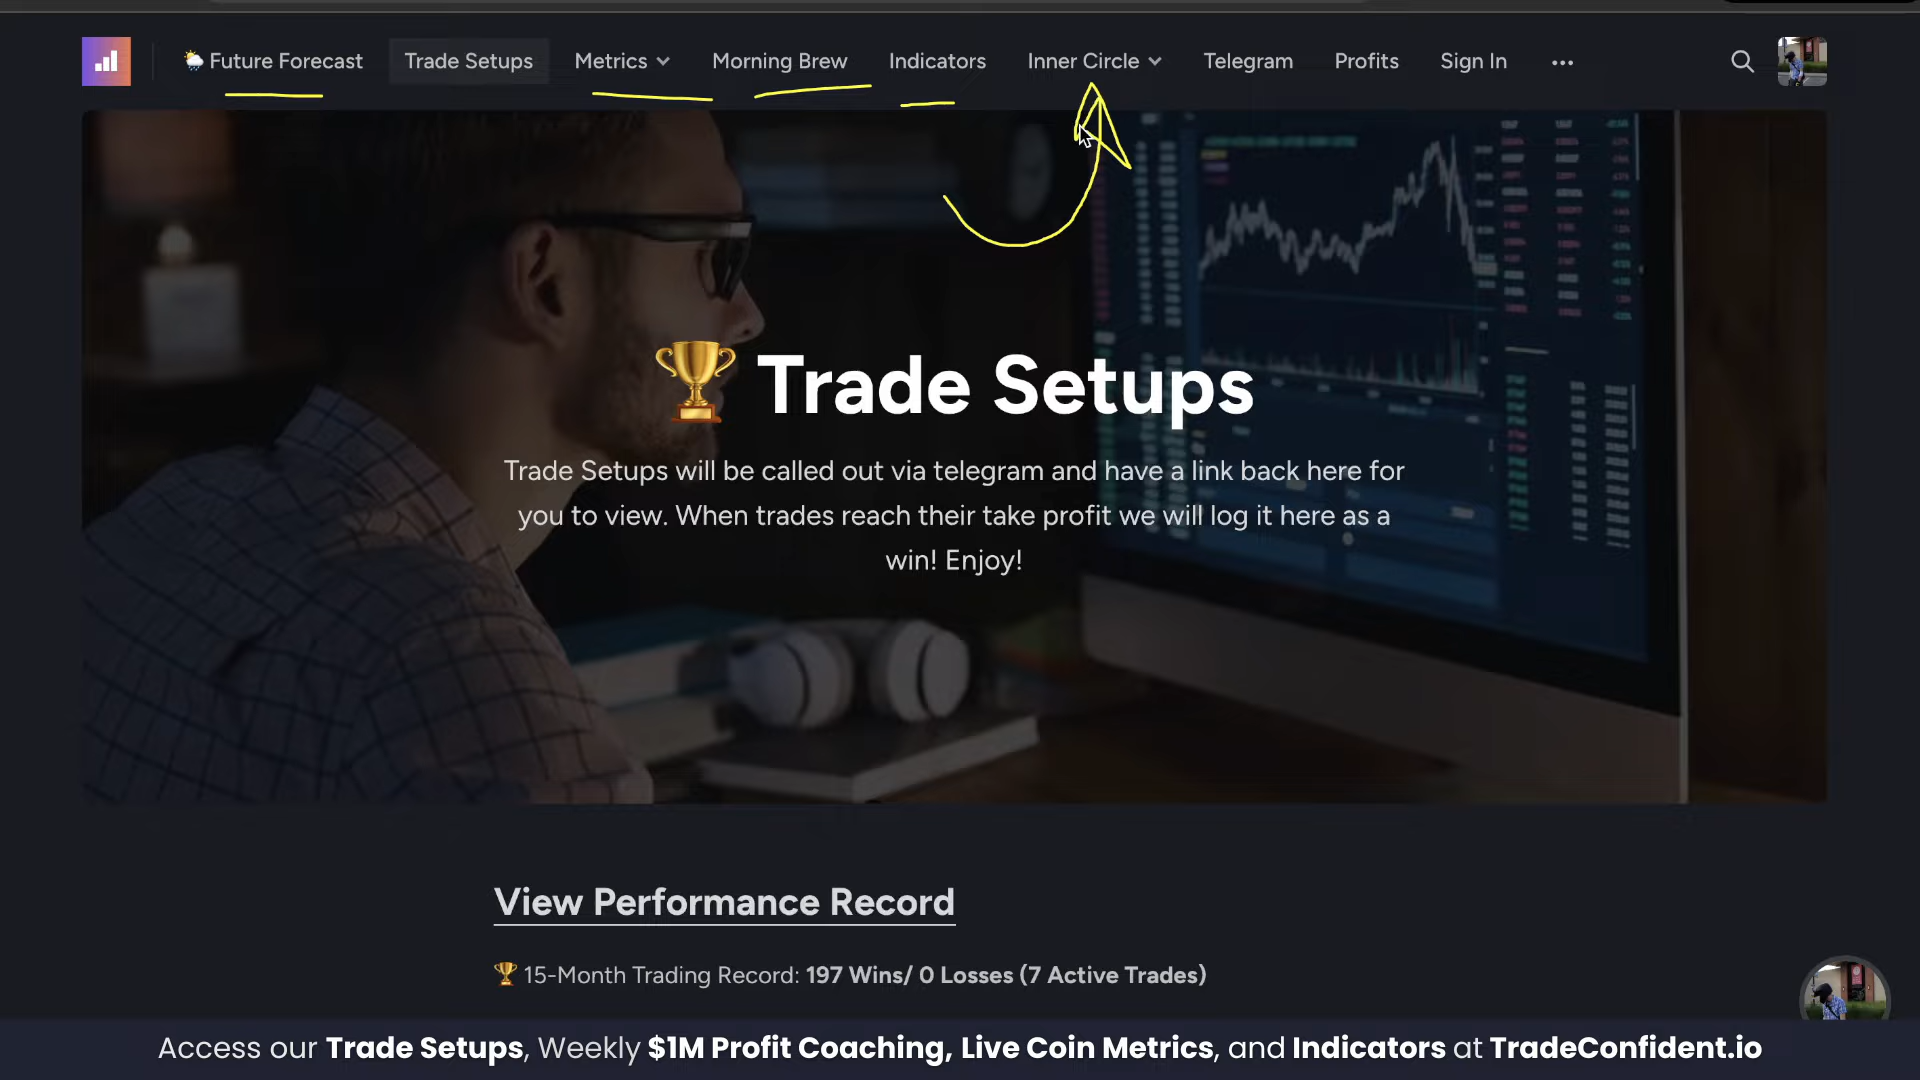 🌦 Future Forecast
Trade Setups
Metrics
Morning Brew
Indicators
Inner Circle
Telegram
Profits
Sign In
🏆 Trade Setups
Trade Setups will be called out via telegram and have a link back here for
you to view. When trades reach their take profit we will log it here as a
win! Enjoy!
View Performance Record
🏆 15-Month Trading Record: 197 Wins/ 0 Losses (7 Active Trades)
Access our Trade Setups, Weekly $1M Profit Coaching, Live Coin Metrics, and Indicators at TradeConfident.io